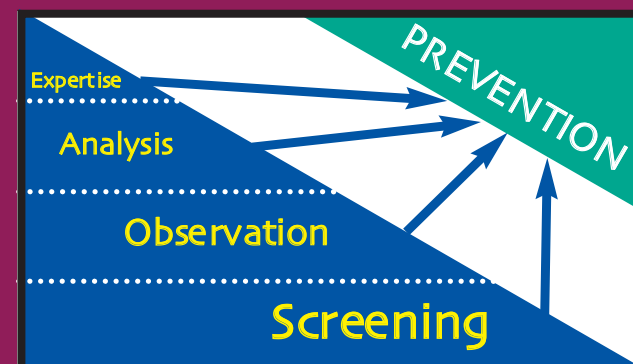 PREVENTION
Expertise
Analysis
Observation
Screening